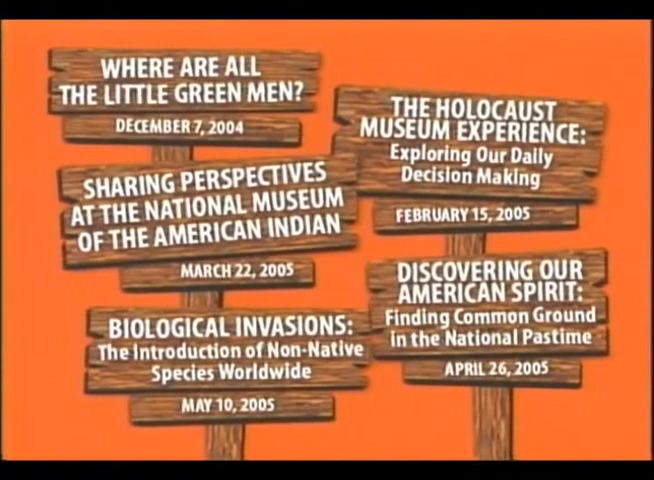 WHERE ARE ALL
THE LITTLE GREEN MEN?
DECEMBER 7, 2004
THE HOLOCAUST
MUSEUM EXPERIENCE:
Exploring Our Daily
Decision Making
FEBRUARY 15, 2005
SHARING PERSPECTIVES
AT THE NATIONAL MUSEUM
OF THE AMERICAN INDIAN
MARCH 22, 2005
DISCOVERING OUR
AMERICAN SPIRIT:
Finding Common Ground
in the National Pastime
APRIL 26, 2005
BIOLOGICAL INVASIONS:
The Introduction of Non-Native
Species Worldwide
MAY 10, 2005